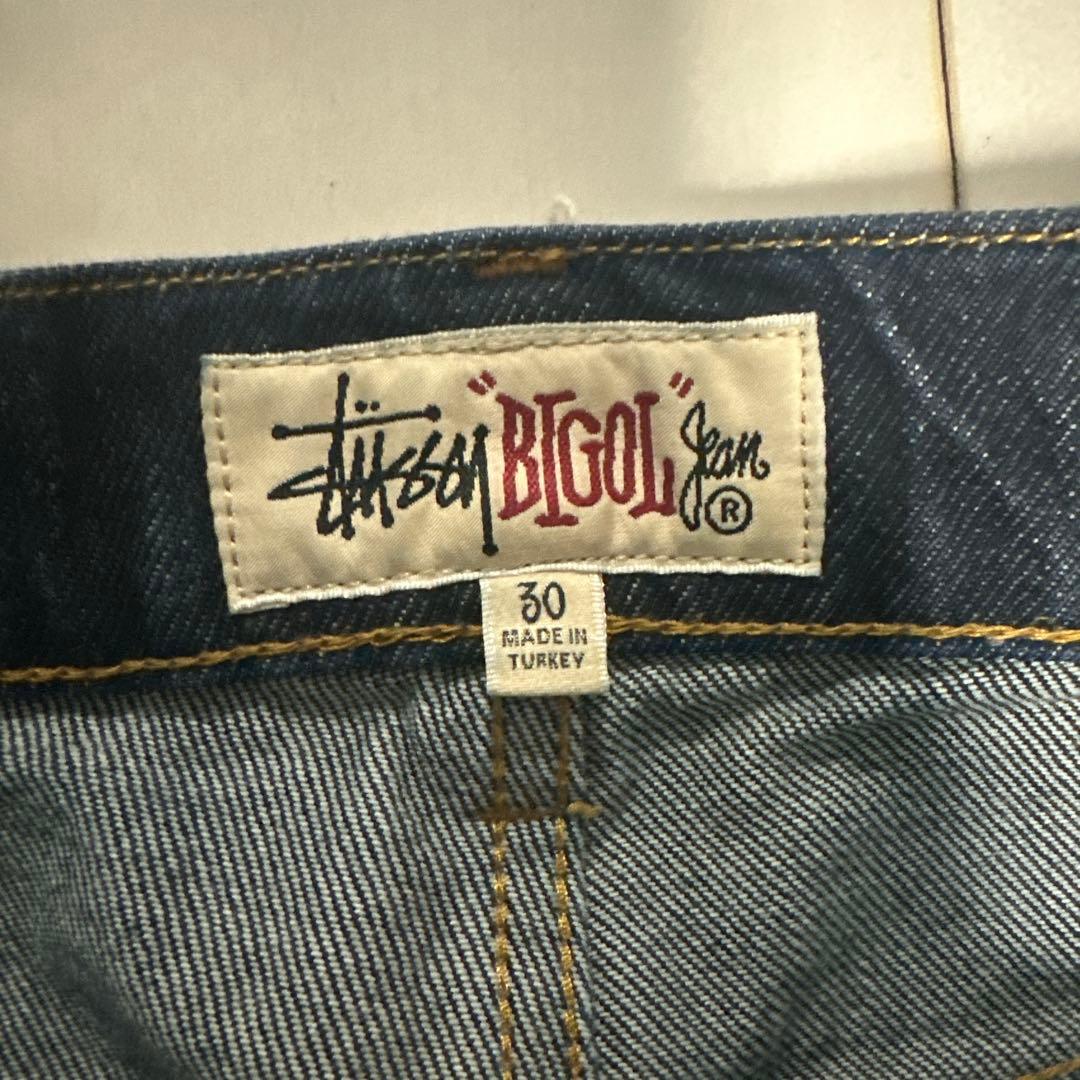 Stüssy "BIGOL" Jean ®
30
MADE IN
TURKEY